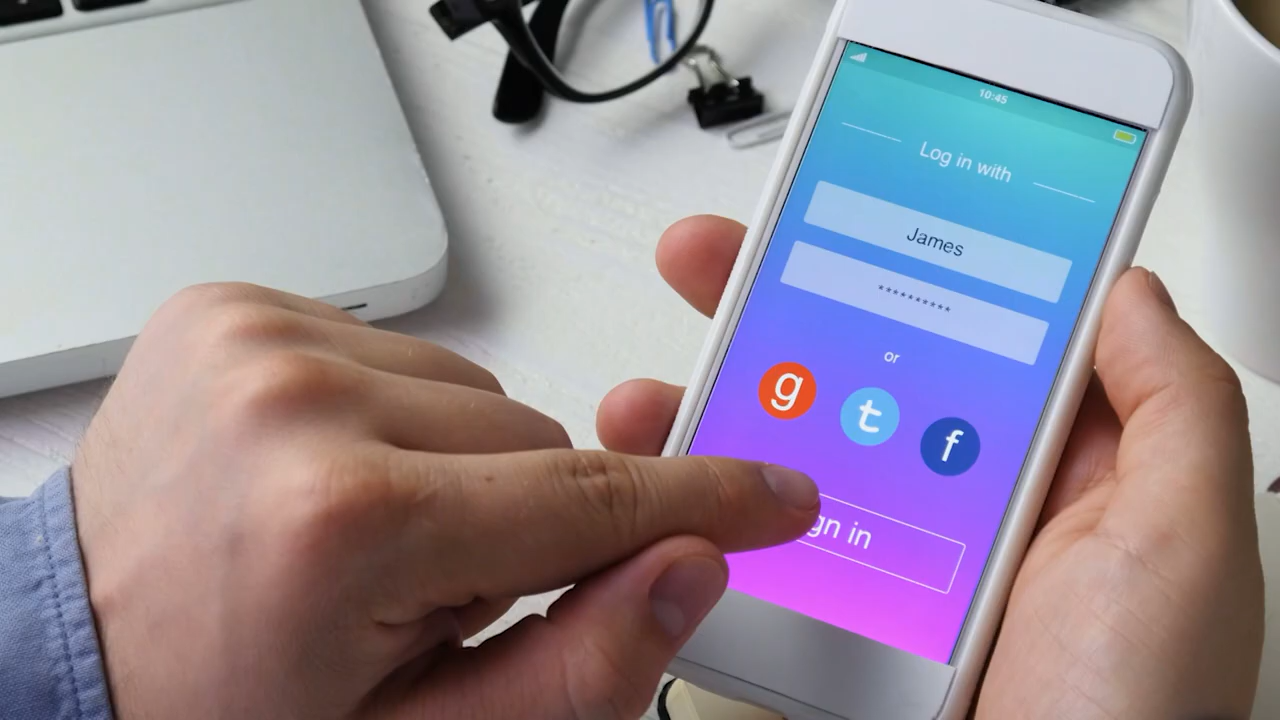 10:45
Log in with
James
**********
or
g
t
f
gn in